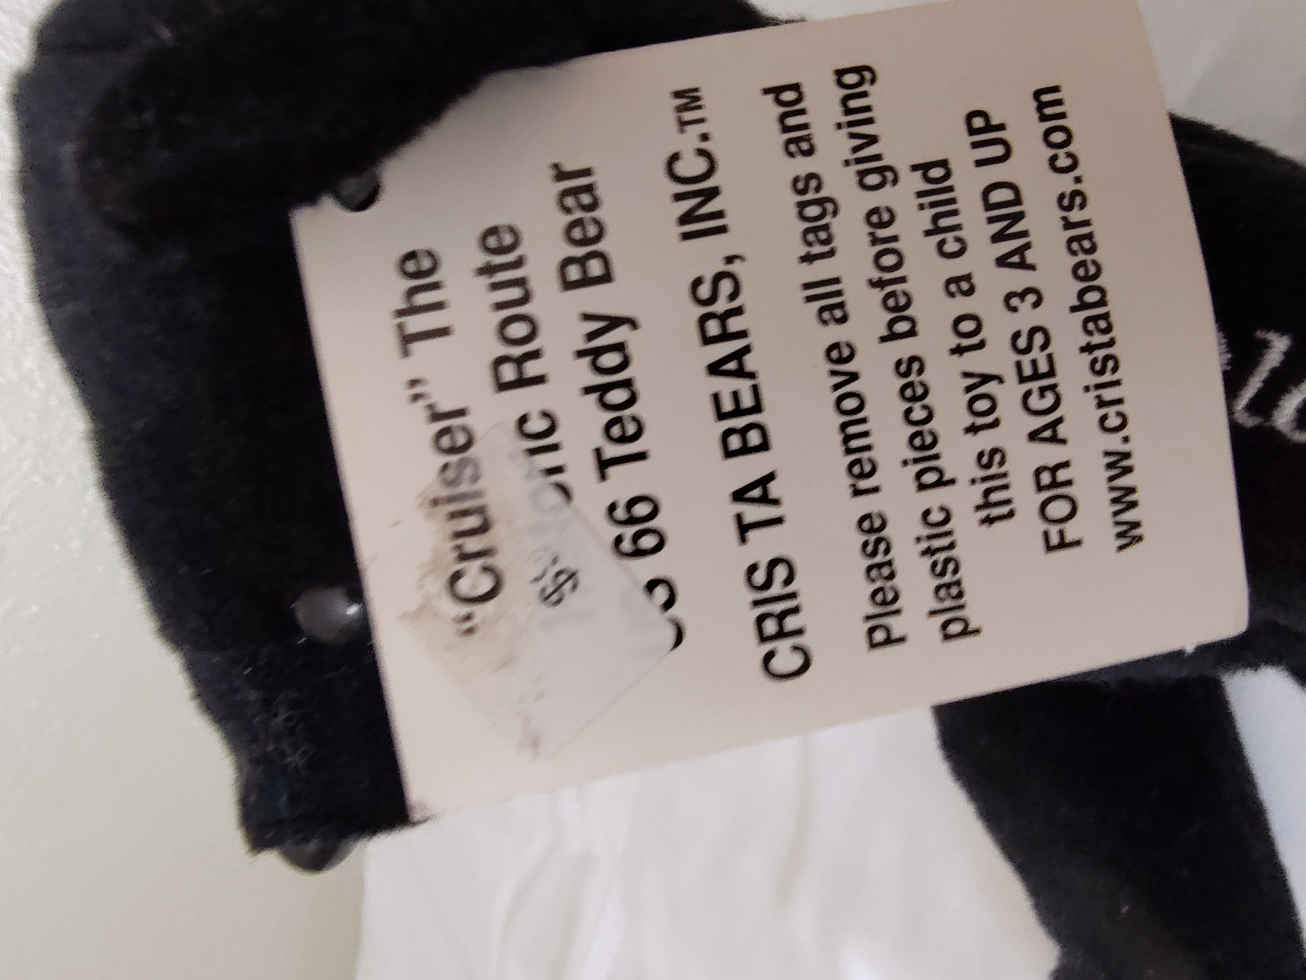 “Cruiser” The
Route
66 Teddy Bear
CRIS TA BEARS, INC.™
Please remove all tags and
plastic pieces before giving
this toy to a child
FOR AGES 3 AND UP
www.cristabears.com